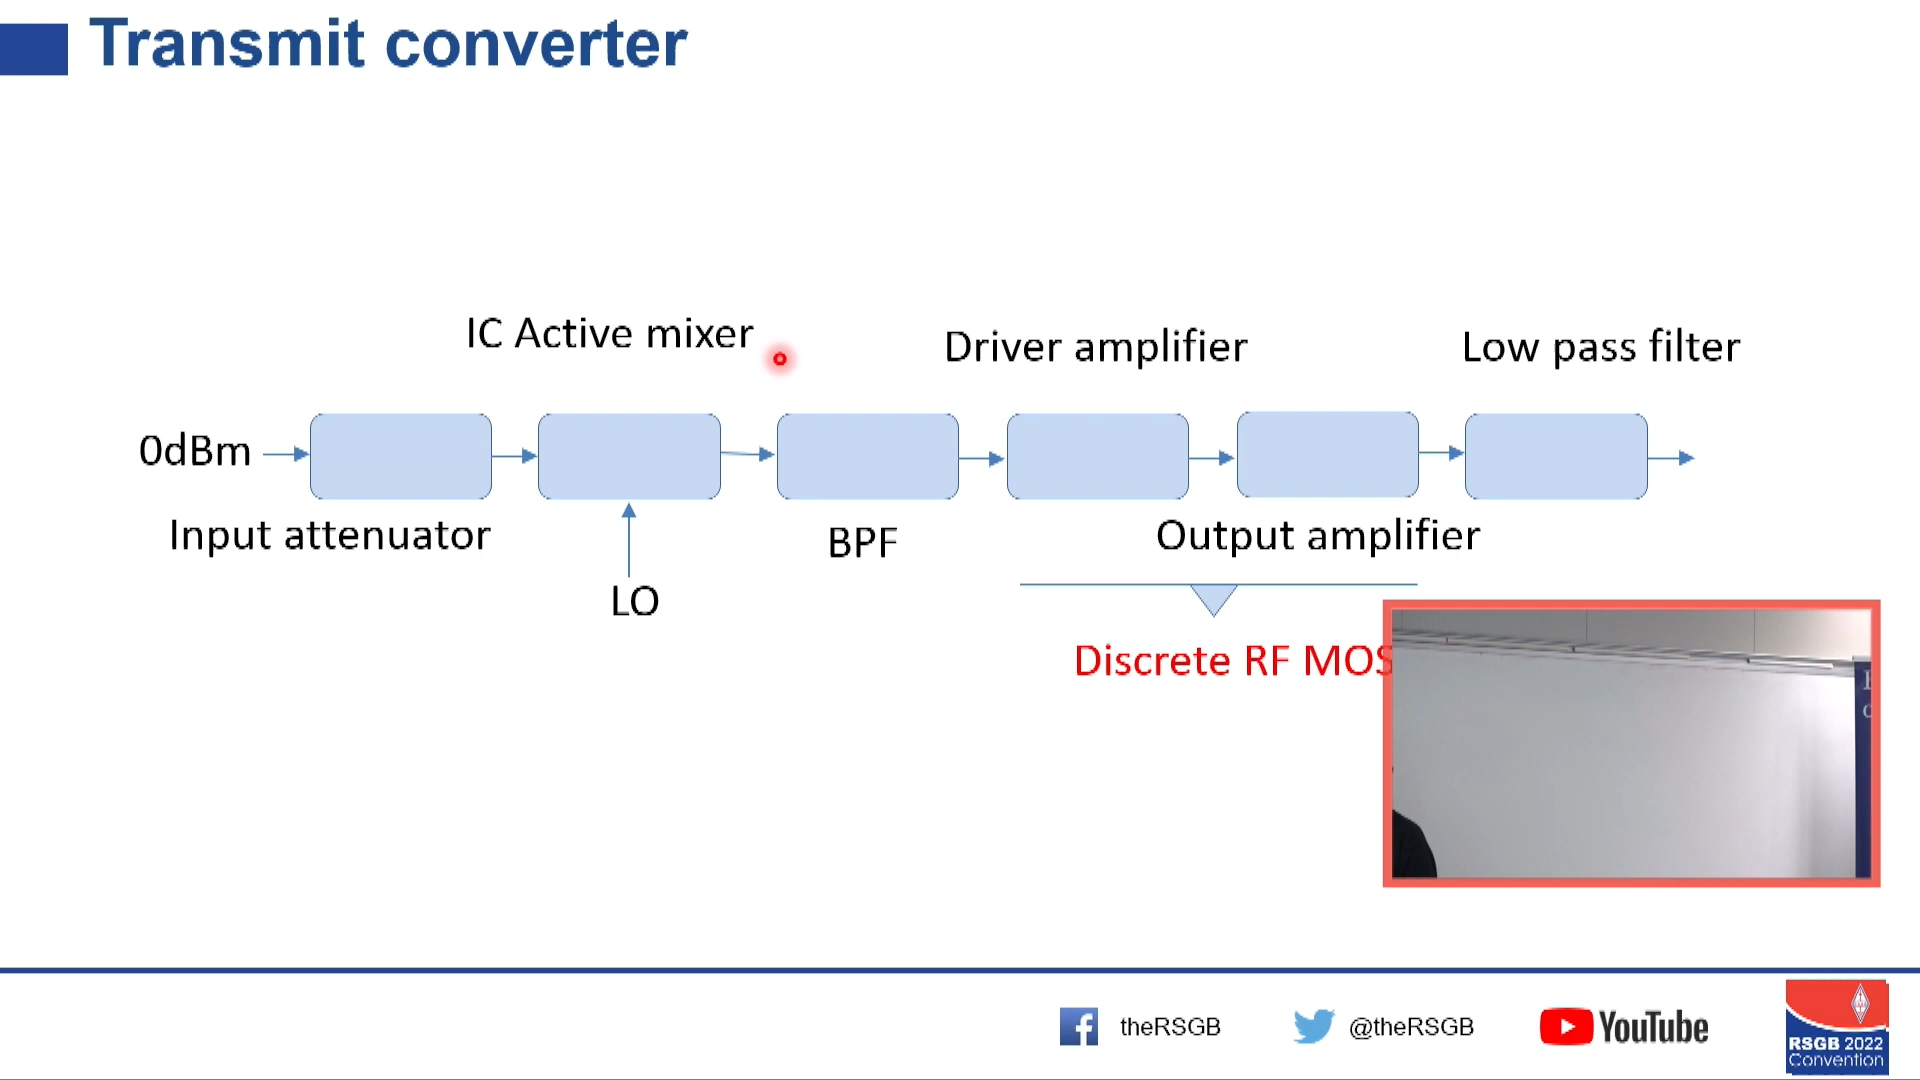 Transmit converter
IC Active mixer
Driver amplifier
Low pass filter
0dBm
Input attenuator
BPF
Output amplifier
LO
Discrete RF MOS
theRSGB
@theRSGB
YouTube
RSGB 2022
Convention